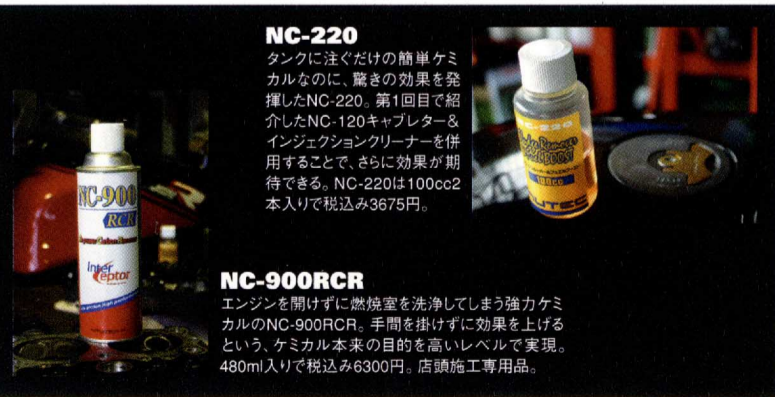 NC-220
タンクに注ぐだけの簡単ケミ
カルなのに、驚きの効果を発
揮したNC-220。第1回目で紹
介したNC-120キャブレター&
インジェクションクリーナーを併
用することで、さらに効果が期
待できる。NC-220は100cc2
本入りで税込み3675円。
NC-220
100cc
NUTEC
NC-900
RCR
Inter
ceptor
NC-900RCR
エンジンを開けずに燃焼室を洗浄してしまう強力ケミ
カルのNC-900RCR。手間を掛けずに効果を上げる
という、ケミカル本来の目的を高いレベルで実現。
480ml入りで税込み6300円。店頭施工専用品。